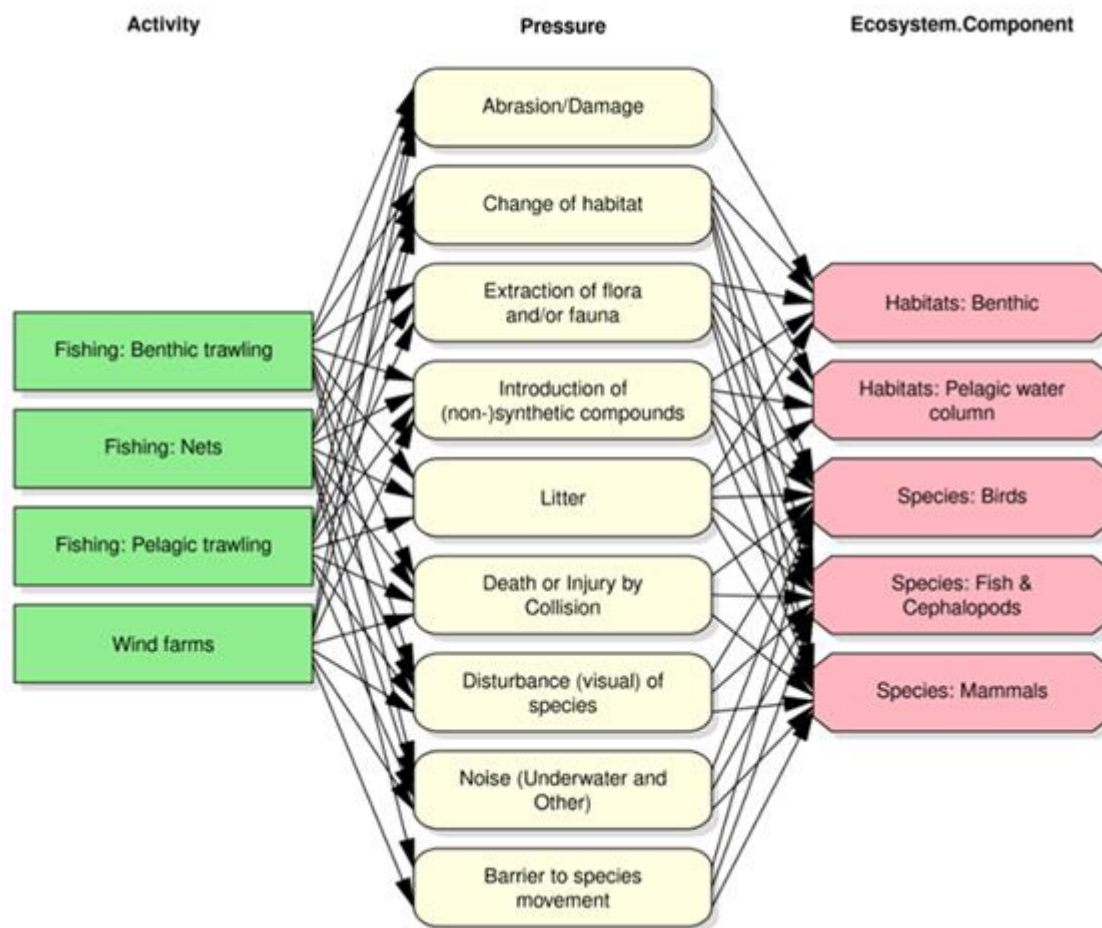 Activity
Pressure
Ecosystem.Component
Abrasion/Damage
Change of habitat
Extraction of flora
and/or fauna
Introduction of
(non-)synthetic compounds
Litter
Death or Injury by
Collision
Disturbance (visual) of
species
Noise (Underwater and
Other)
Barrier to species
movement
Fishing: Benthic trawling
Fishing: Nets
Fishing: Pelagic trawling
Wind farms
Habitats: Benthic
Habitats: Pelagic water
column
Species: Birds
Species: Fish &
Cephalopods
Species: Mammals